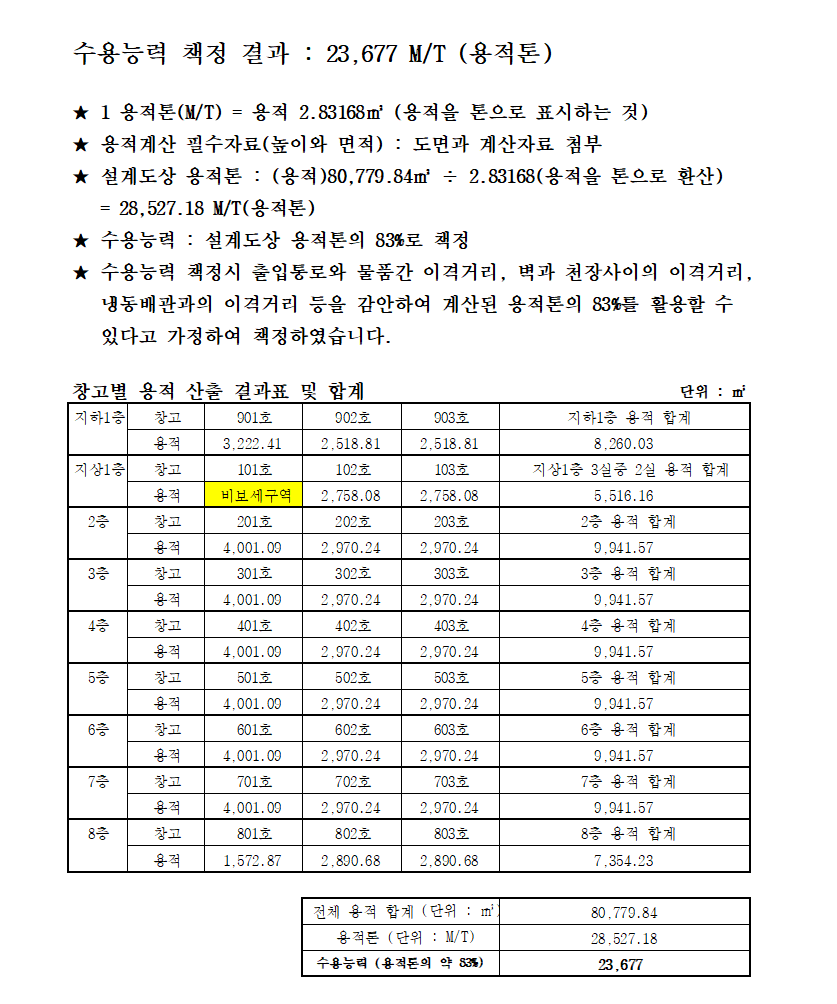 수용능력 책정 결과 : 23,677 M/T (용적톤)
★ 1 용적톤(M/T) = 용적 2.83168㎥ (용적을 톤으로 표시하는 것)
★ 용적계산 필수자료(높이와 면적) : 도면과 계산자료 첨부
★ 설계도상 용적톤 : (용적)80,779.84㎥ ÷ 2.83168(용적을 톤으로 환산)
= 28,527.18 M/T(용적톤)
★ 수용능력 : 설계도상 용적톤의 83%로 책정
★ 수용능력 책정시 출입통로와 물품간 이격거리, 벽과 천장사이의 이격거리,
냉동배관과의 이격거리 등을 감안하여 계산된 용적톤의 83%를 활용할 수
있다고 가정하여 책정하였습니다.
창고별 용적 산출 결과표 및 합계 단위 : ㎥
지하1층 창고 901호 902호 903호 지하1층 용적 합계
용적 3,222.41 2,518.81 2,518.81 8,260.03
지상1층 창고 101호 102호 103호 지상1층 3실중 2실 용적 합계
용적 비보세구역 2,758.08 2,758.08 5,516.16
2층 창고 201호 202호 203호 2층 용적 합계
용적 4,001.09 2,970.24 2,970.24 9,941.57
3층 창고 301호 302호 303호 3층 용적 합계
용적 4,001.09 2,970.24 2,970.24 9,941.57
4층 창고 401호 402호 403호 4층 용적 합계
용적 4,001.09 2,970.24 2,970.24 9,941.57
5층 창고 501호 502호 503호 5층 용적 합계
용적 4,001.09 2,970.24 2,970.24 9,941.57
6층 창고 601호 602호 603호 6층 용적 합계
용적 4,001.09 2,970.24 2,970.24 9,941.57
7층 창고 701호 702호 703호 7층 용적 합계
용적 4,001.09 2,970.24 2,970.24 9,941.57
8층 창고 801호 802호 803호 8층 용적 합계
용적 1,572.87 2,890.68 2,890.68 7,354.23
전체 용적 합계 (단위 : ㎥) 80,779.84
용적톤 (단위 : M/T) 28,527.18
수용능력 (용적톤의 약 83%) 23,677